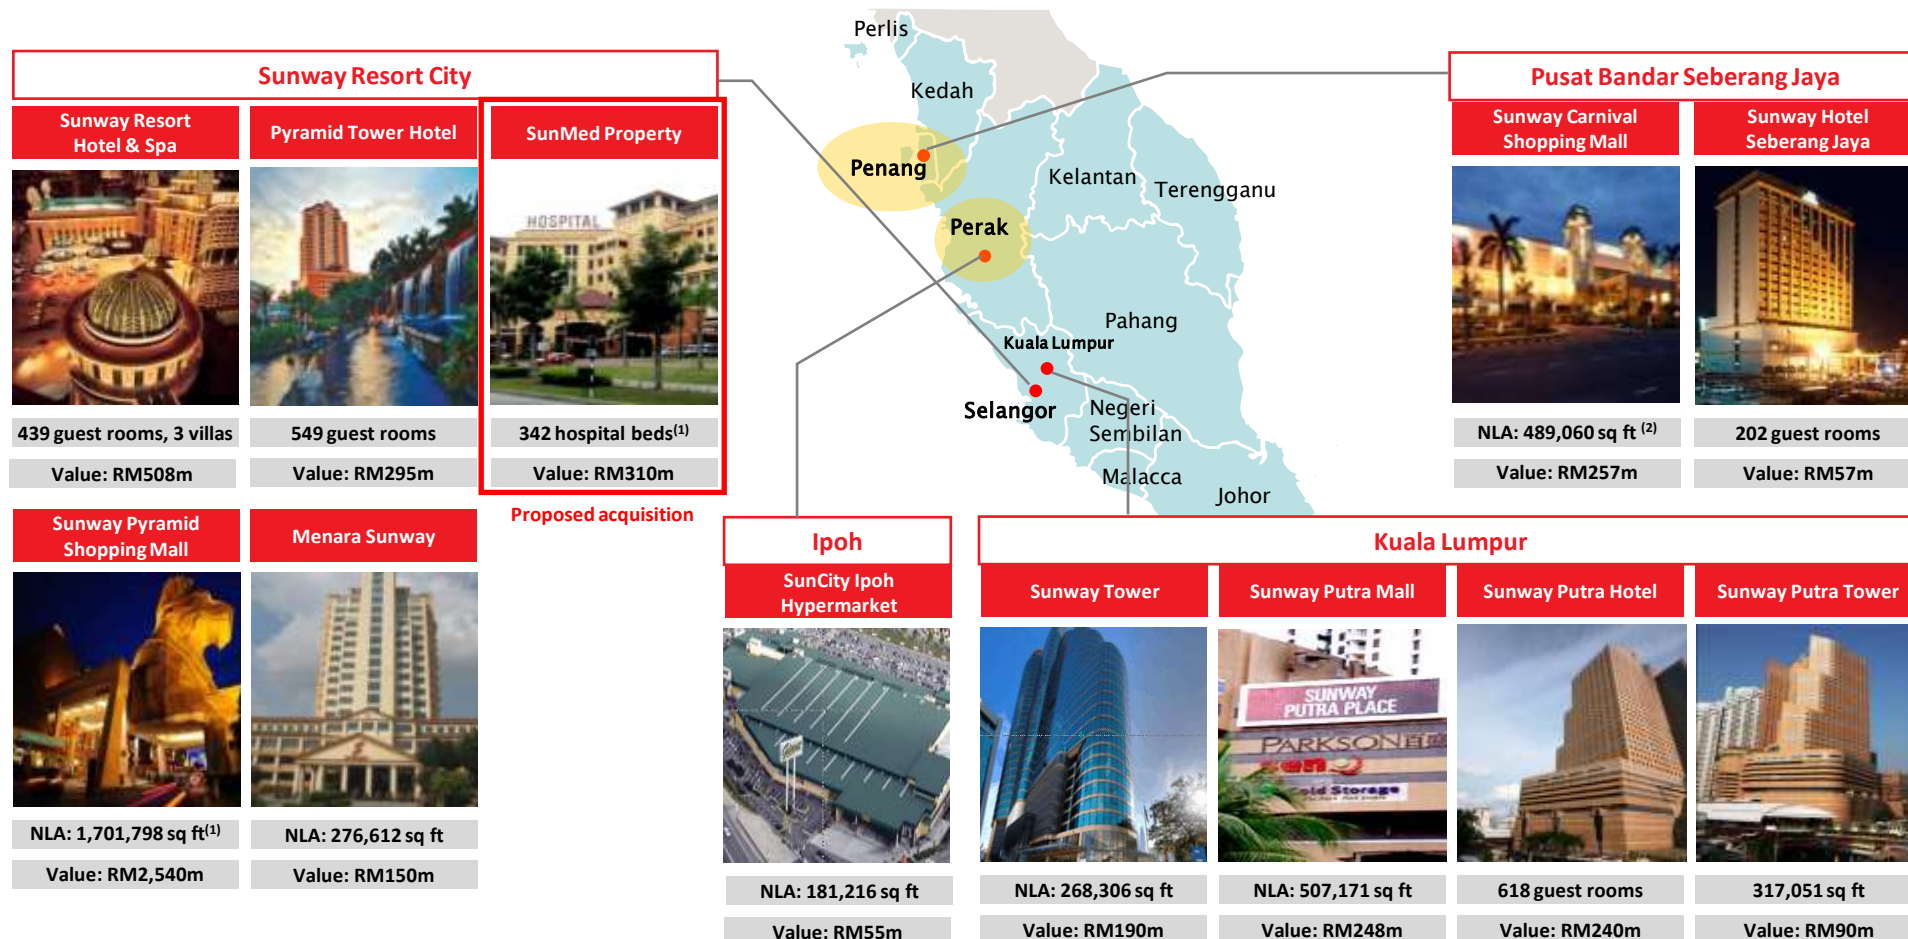 Perlis
Kedah
Penang
Perak
Kelantan
Terengganu
Pahang
Kuala Lumpur
Selangor
Negeri
Sembilan
Malacca
Johor
Sunway Resort City
Sunway Resort
Hotel & Spa
439 guest rooms, 3 villas
Value: RM508m
Pyramid Tower Hotel
549 guest rooms
Value: RM295m
SunMed Property
HOSPITAL
342 hospital beds(1)
Value: RM310m
Proposed acquisition
Sunway Pyramid
Shopping Mall
NLA: 1,701,798 sq ft(1)
Value: RM2,540m
Menara Sunway
NLA: 276,612 sq ft
Value: RM150m
Pusat Bandar Seberang Jaya
Sunway Carnival
Shopping Mall
NLA: 489,060 sq ft (2)
Value: RM257m
Sunway Hotel
Seberang Jaya
202 guest rooms
Value: RM57m
Ipoh
SunCity Ipoh
Hypermarket
NLA: 181,216 sq ft
Value: RM55m
Kuala Lumpur
Sunway Tower
NLA: 268,306 sq ft
Value: RM190m
Sunway Putra Mall
SUNWAY
PUTRA PLACE
PARKSON
Storage
NLA: 507,171 sq ft
Value: RM248m
Sunway Putra Hotel
618 guest rooms
Value: RM240m
Sunway Putra Tower
317,051 sq ft
Value: RM90m